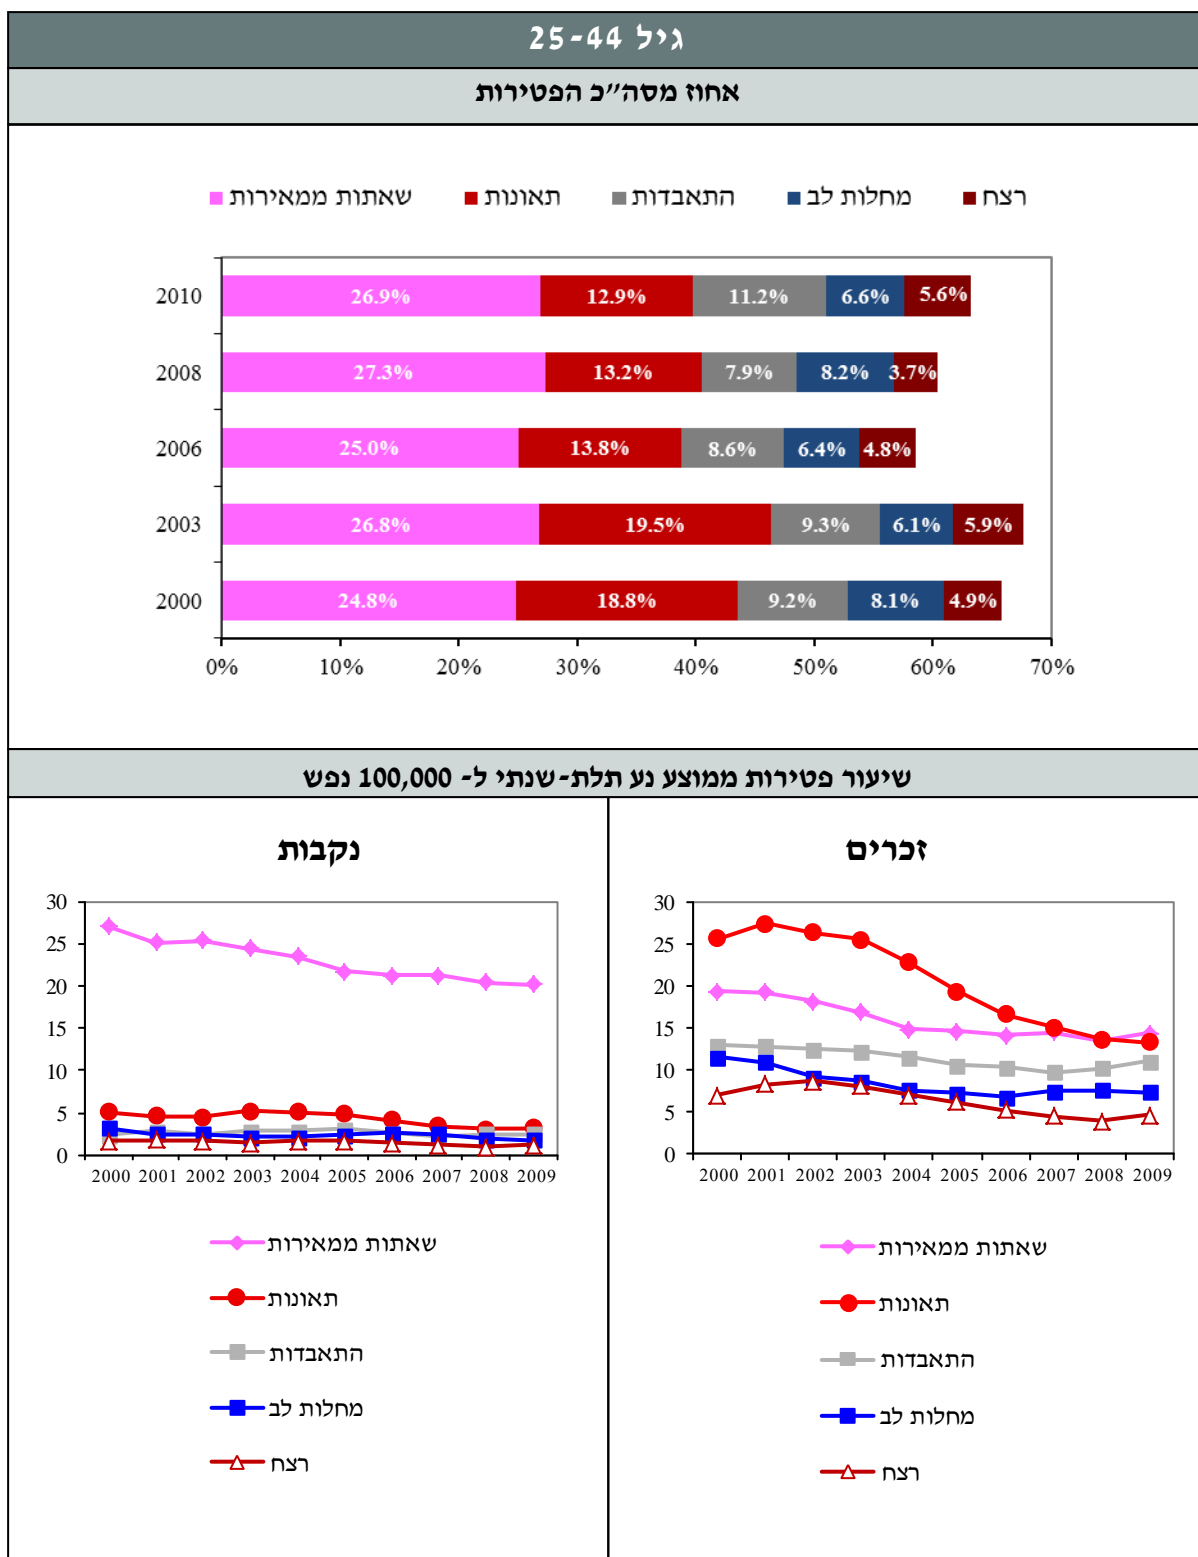 גיל 25-44
אחוז מסה״כ הפטירות
שאתות ממאירות תאונות התאבדות מחלות לב רצח
2010 26.9% 12.9% 11.2% 6.6% 5.6%
2008 27.3% 13.2% 7.9% 8.2% 3.7%
2006 25.0% 13.8% 8.6% 6.4% 4.8%
2003 26.8% 19.5% 9.3% 6.1% 5.9%
2000 24.8% 18.8% 9.2% 8.1% 4.9%
0% 10% 20% 30% 40% 50% 60% 70%
שיעור פטירות ממוצע נע תלת-שנתי ל- 100,000 נפש
זכרים
30
25
20
15
10
5
0
2000 2001 2002 2003 2004 2005 2006 2007 2008 2009
שאתות ממאירות
תאונות
התאבדות
מחלות לב
רצח
נקבות
30
25
20
15
10
5
0
2000 2001 2002 2003 2004 2005 2006 2007 2008 2009
שאתות ממאירות
תאונות
התאבדות
מחלות לב
רצח